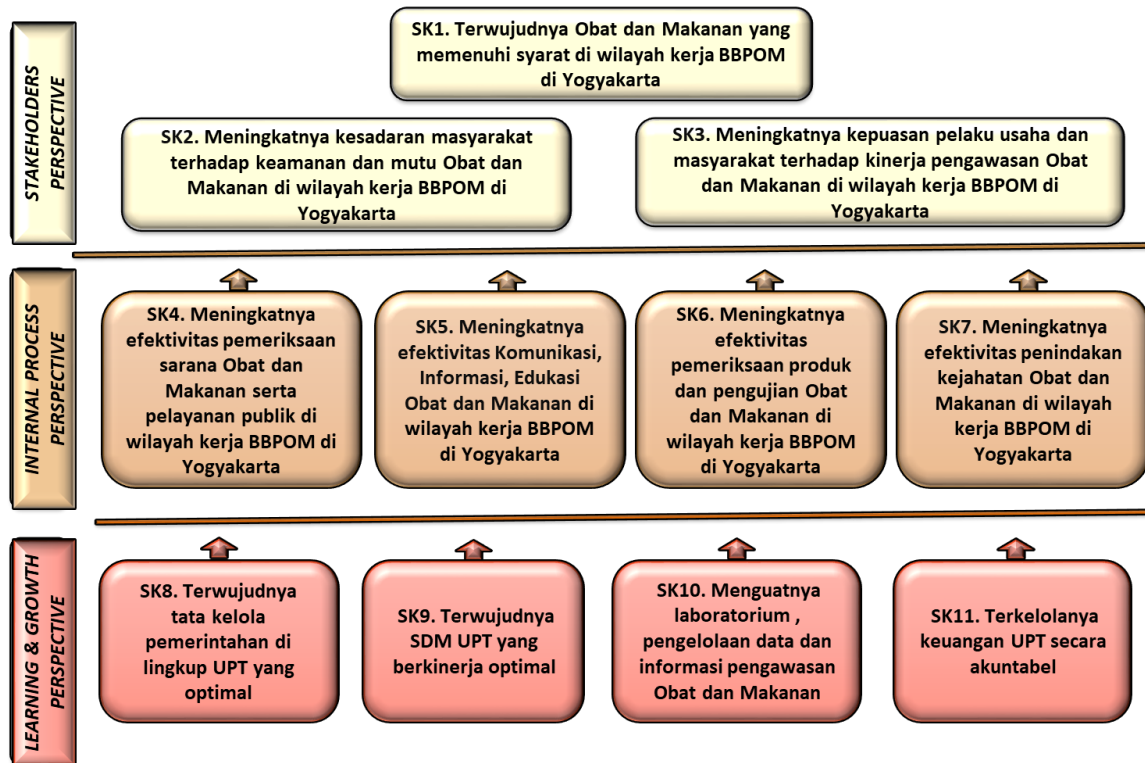 STAKEHOLDERS
PERSPECTIVE
SK1. Terwujudnya Obat dan Makanan yang
memenuhi syarat di wilayah kerja BBPOM
di Yogyakarta
SK2. Meningkatnya kesadaran masyarakat
terhadap keamanan dan mutu Obat dan
Makanan di wilayah kerja BBPOM di
Yogyakarta
SK3. Meningkatnya kepuasan pelaku usaha dan
masyarakat terhadap kinerja pengawasan Obat
dan Makanan di wilayah kerja BBPOM di
Yogyakarta
INTERNAL PROCESS
PERSPECTIVE
SK4. Meningkatnya
efektivitas pemeriksaan
sarana Obat dan
Makanan serta
pelayanan publik di
wilayah kerja BBPOM di
Yogyakarta
SK5. Meningkatnya
efektivitas Komunikasi,
Informasi, Edukasi
Obat dan Makanan di
wilayah kerja BBPOM
di Yogyakarta
SK6. Meningkatnya
efektivitas
pemeriksaan produk
dan pengujian Obat
dan Makanan di
wilayah kerja BBPOM
di Yogyakarta
SK7. Meningkatnya
efektivitas penindakan
kejahatan Obat dan
Makanan di wilayah
kerja BBPOM di
Yogyakarta
LEARNING & GROWTH
PERSPECTIVE
SK8. Terwujudnya
tata kelola
pemerintahan di
lingkup UPT yang
optimal
SK9. Terwujudnya
SDM UPT yang
berkinerja optimal
SK10. Menguatnya
laboratorium ,
pengelolaan data dan
informasi pengawasan
Obat dan Makanan
SK11. Terkelolanya
keuangan UPT secara
akuntabel